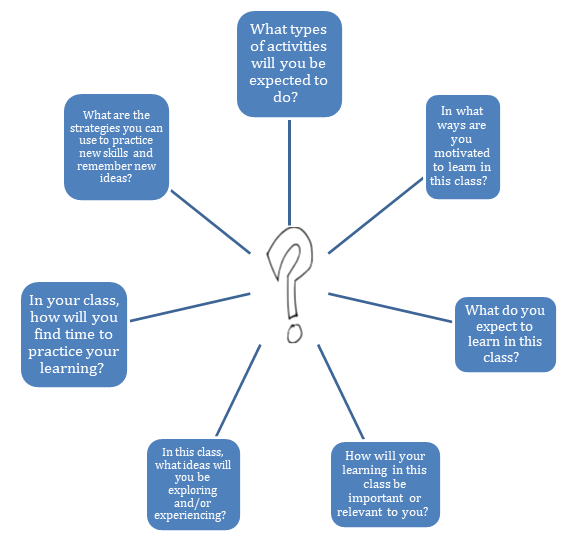 What types
of activities
will you be
expected to
do?
In what
ways are
you
motivated
to learn in
this class?
What do you
expect to
learn in this
class?
How will your
learning in this
class be
important or
relevant to you?
In this class,
what ideas will
you be
exploring
and/or
experiencing?
In your class,
how will you
find time to
practice your
learning?
What are the
strategies you can
use to practice
new skills and
remember new
ideas?
?